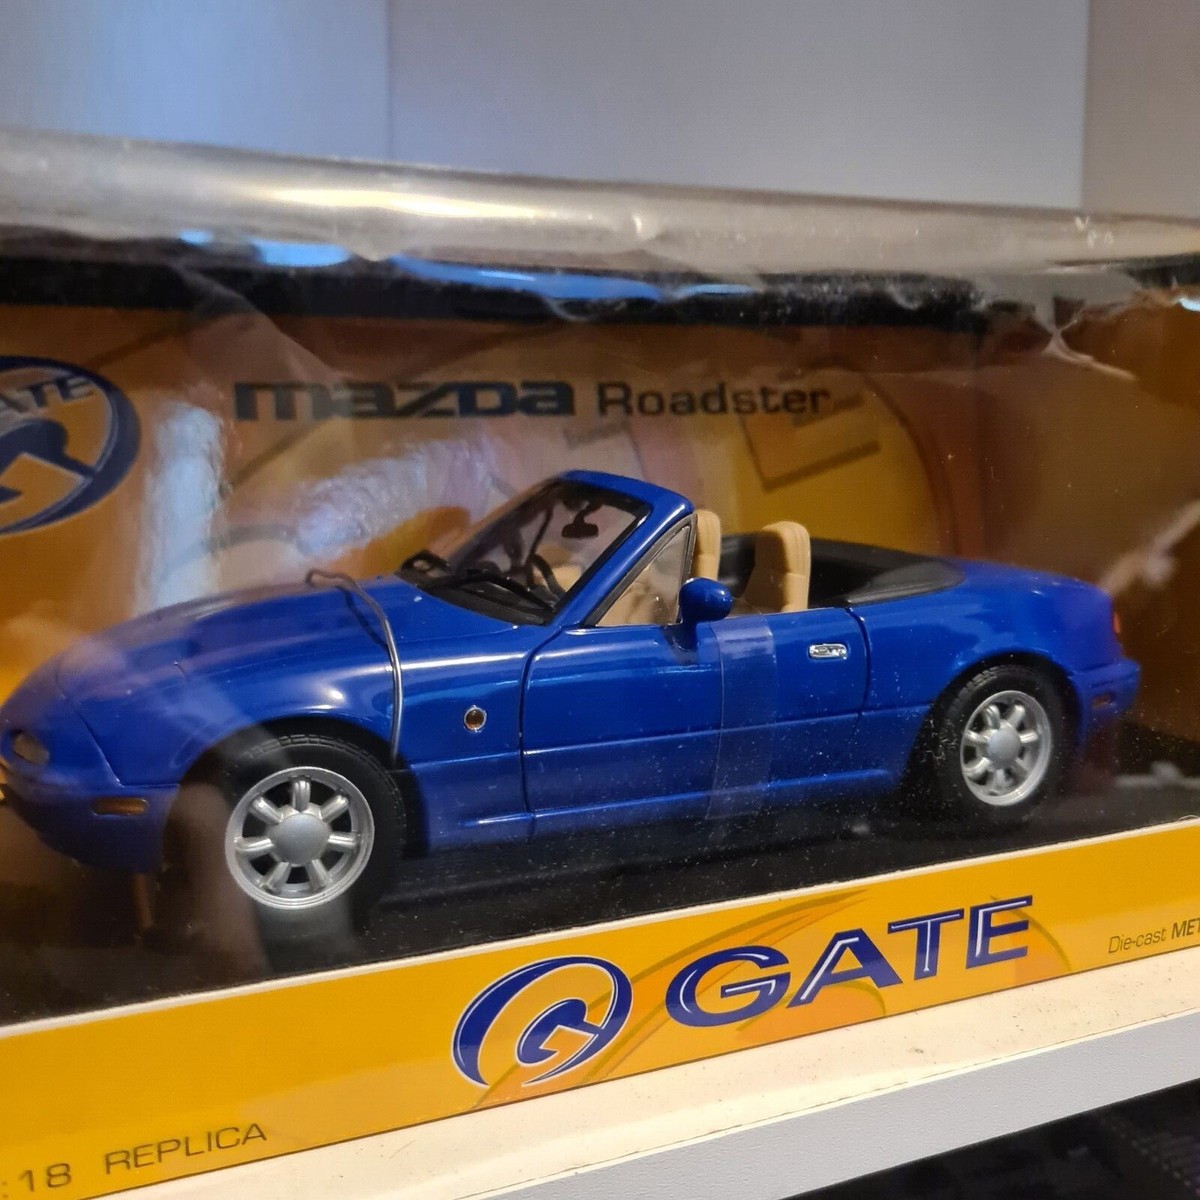 GATE
mazda Roadster
GATE
Die-cast MET
:18 REPLICA